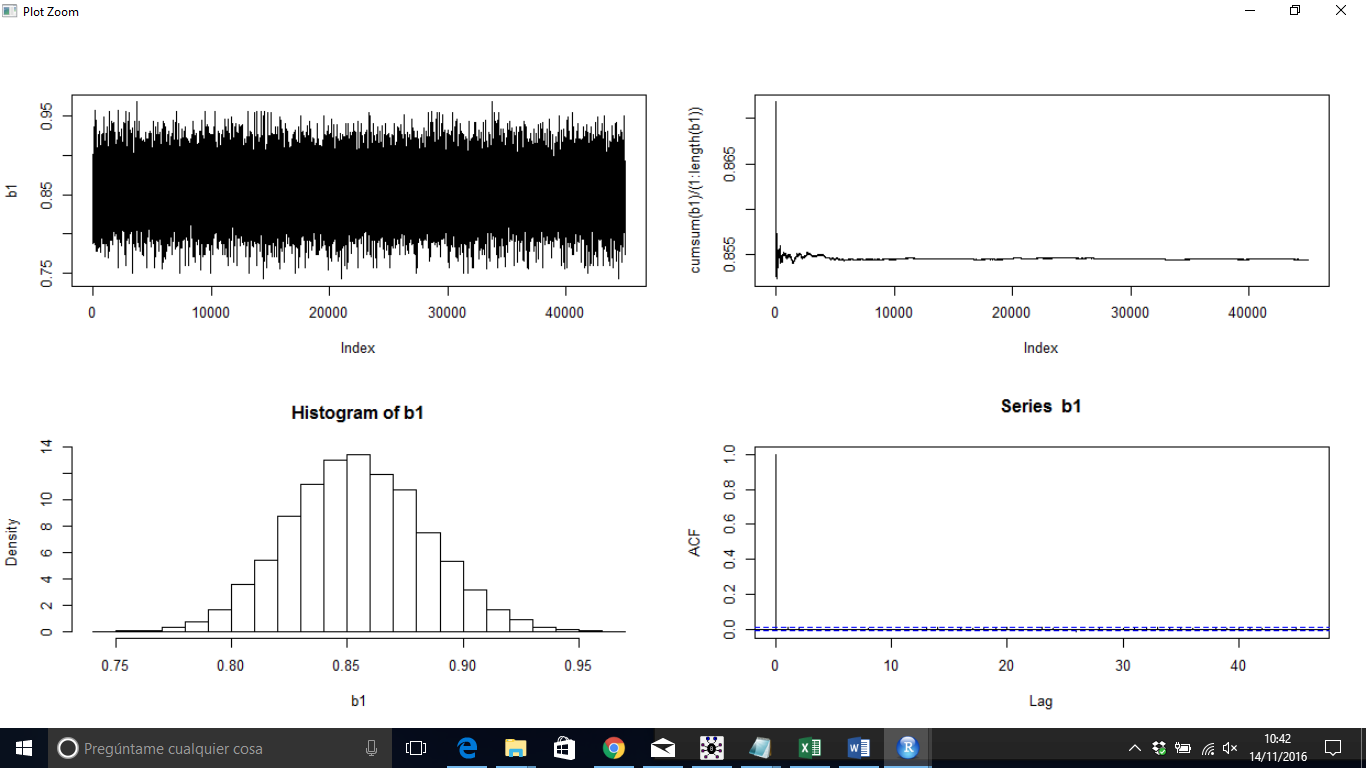 Plot Zoom
b1
0.75 0.85 0.95
0 10000 20000 30000 40000
Index
cumsum(b1)/(1:length(b1))
0.855 0.865
0 10000 20000 30000 40000
Index
Histogram of b1
Density
0 2 4 6 8 10 14
0.75 0.80 0.85 0.90 0.95
b1
Series b1
ACF
0.0 0.2 0.4 0.6 0.8 1.0
0 10 20 30 40
Lag
Pregúntame cualquier cosa
10:42
14/11/2016